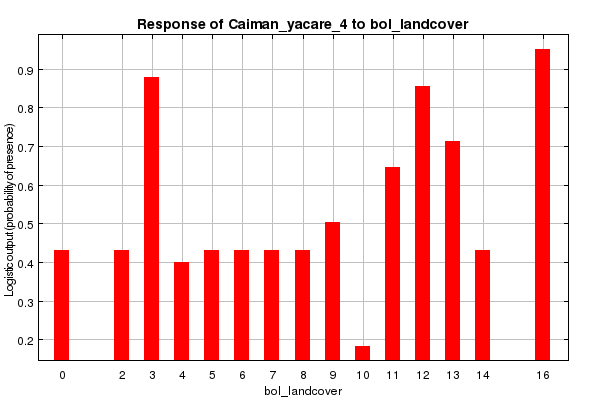 Response of Caiman_yacare_4 to bol_landcover
Logistic output (probability of presence)
0.9
0.8
0.7
0.6
0.5
0.4
0.3
0.2
0 2 3 4 5 6 7 8 9 10 11 12 13 14 16
bol_landcover